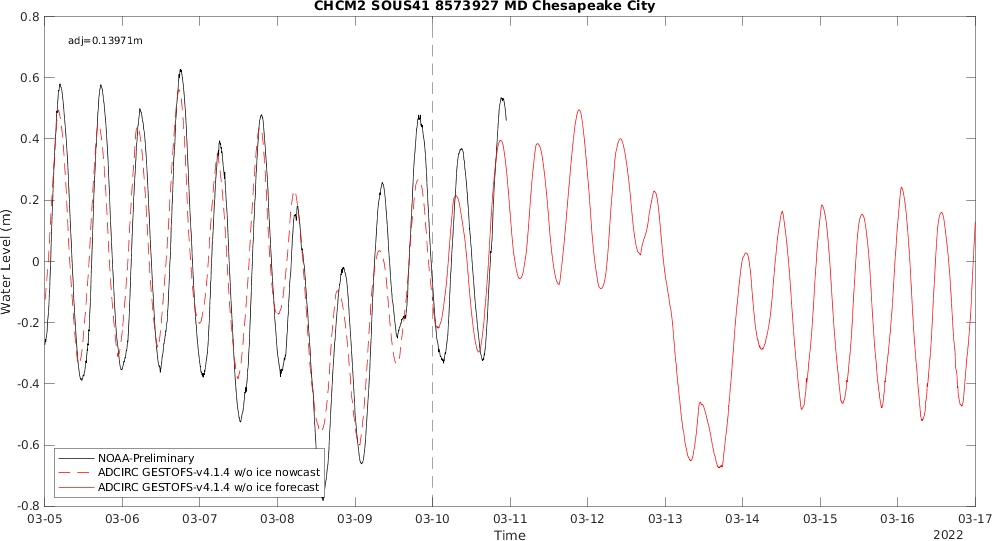 CHCM2 SOUS41 8573927 MD Chesapeake City
adj=0.13971m
Water Level (m)
0.8
0.6
0.4
0.2
0
-0.2
-0.4
-0.6
-0.8
NOAA-Preliminary
ADCIRC GESTOFS-v4.1.4 w/o ice nowcast
ADCIRC GESTOFS-v4.1.4 w/o ice forecast
03-05 03-06 03-07 03-08 03-09 03-10 03-11 03-12 03-13 03-14 03-15 03-16 03-17
Time
2022